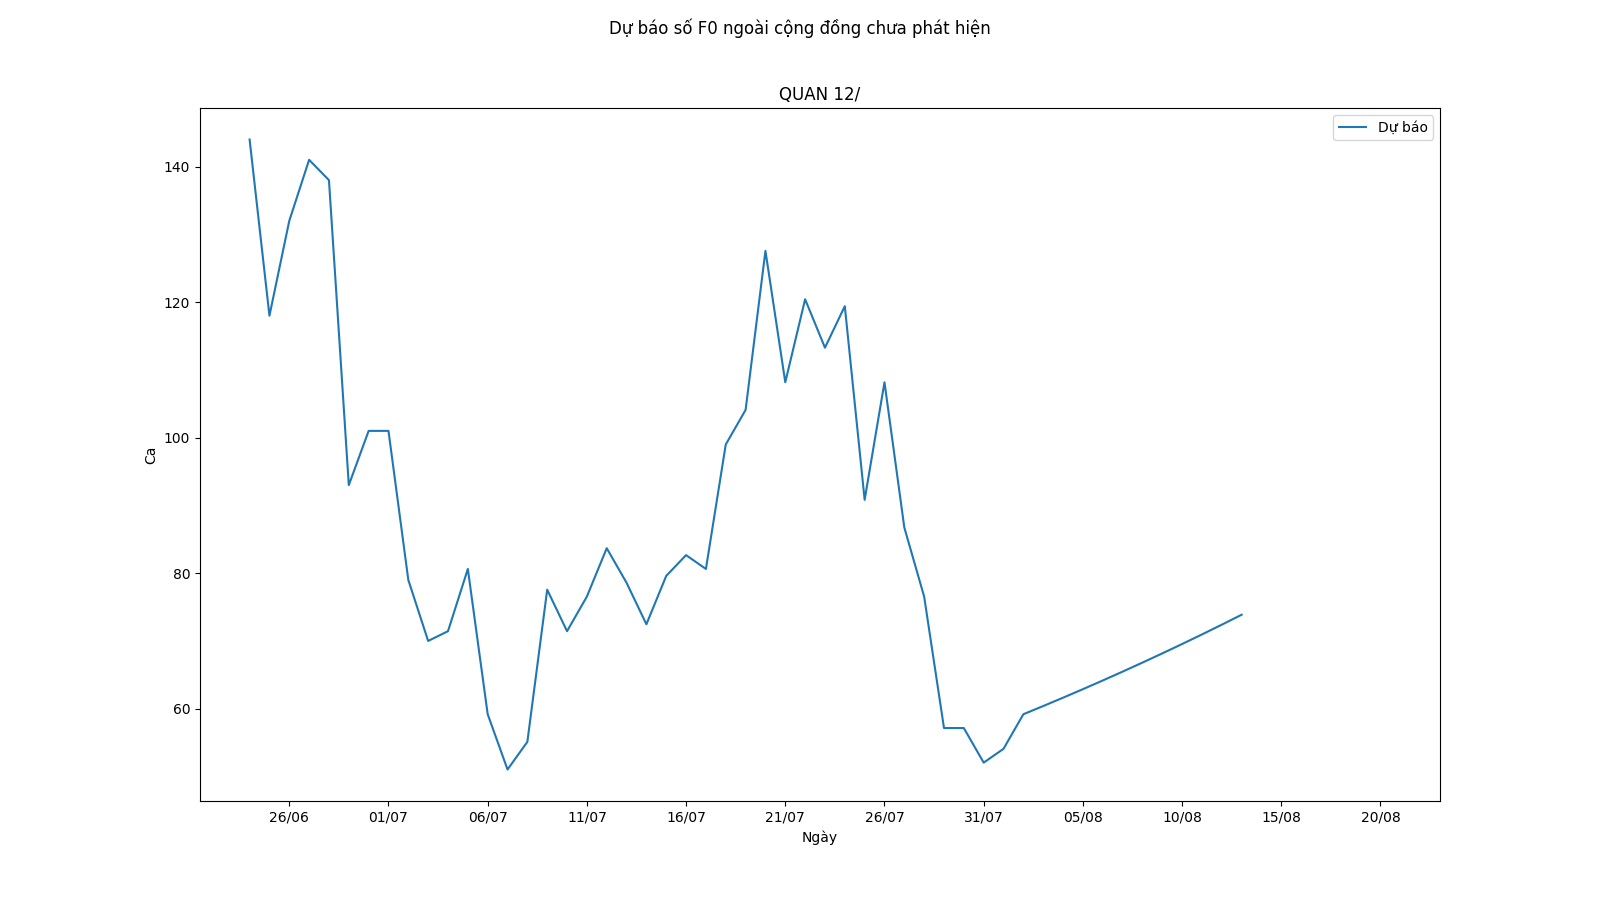 Dự báo số F0 ngoài cộng đồng chưa phát hiện
QUAN 12/
Dự báo
140
120
100
80
60
Ca
26/06 01/07 06/07 11/07 16/07 21/07 26/07 31/07 05/08 10/08 15/08 20/08
Ngày